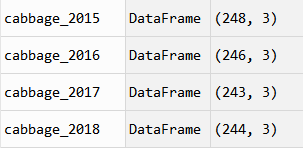 cabbage_2015 DataFrame (248, 3)
cabbage_2016 DataFrame (246, 3)
cabbage_2017 DataFrame (243, 3)
cabbage_2018 DataFrame (244, 3)